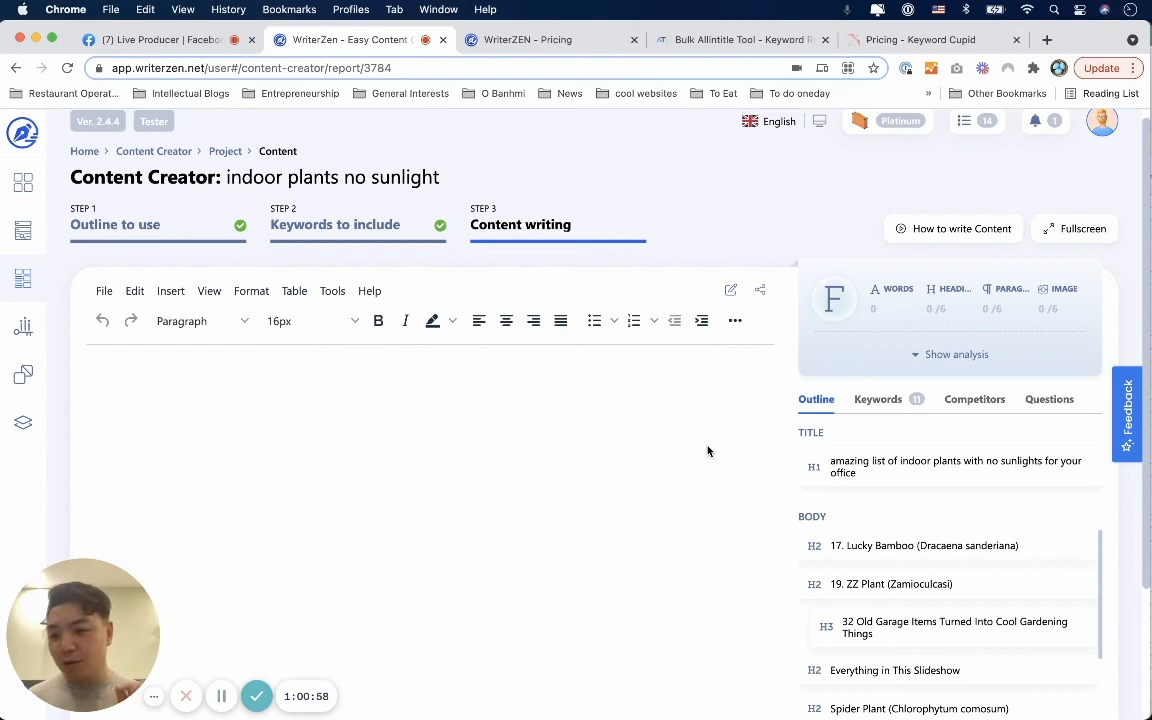 Chrome File Edit View History Bookmarks Profiles Tab Window Help
(7) Live Producer | Faceboo
WriterZen - Easy Content C
WriterZEN - Pricing
Bulk Allintitle Tool - Keyword R
Pricing - Keyword Cupid
app.writerzen.net/user#/content-creator/report/3784
Update
Restaurant Operat... Intellectual Blogs Entrepreneurship General Interests O Banhmi News cool websites To Eat To do oneday » Other Bookmarks Reading List
Ver. 2.4.4 Tester
English Platinum 14 1
Home > Content Creator > Project > Content
Content Creator: indoor plants no sunlight
STEP 1
Outline to use
STEP 2
Keywords to include
STEP 3
Content writing
How to write Content
Fullscreen
File Edit Insert View Format Table Tools Help
Paragraph 16px B I
F
A WORDS H HEADI... ¶ PARAG... IMAGE
0 0 /6 0 /6 0 /6
Show analysis
Outline Keywords 11 Competitors Questions
TITLE
H1 amazing list of indoor plants with no sunlights for your
office
BODY
H2 17. Lucky Bamboo (Dracaena sanderiana)
H2 19. ZZ Plant (Zamioculcasi)
H3 32 Old Garage Items Turned Into Cool Gardening
Things
H2 Everything in This Slideshow
H2 Spider Plant (Chlorophytum comosum)
Feedback
1:00:58